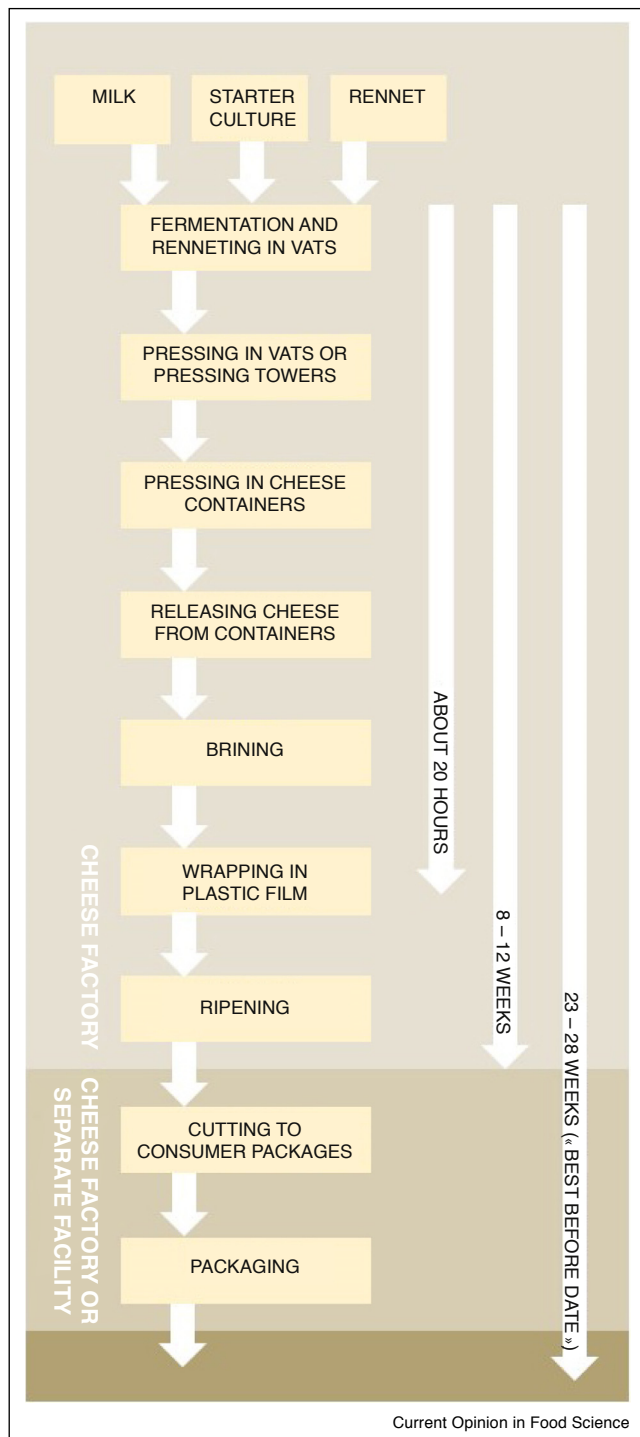 MILK
STARTER
CULTURE
RENNET
FERMENTATION AND
RENNETING IN VATS
PRESSING IN VATS OR
PRESSING TOWERS
PRESSING IN CHEESE
CONTAINERS
RELEASING CHEESE
FROM CONTAINERS
BRINING
WRAPPING IN
PLASTIC FILM
RIPENING
CUTTING TO
CONSUMER PACKAGES
PACKAGING
ABOUT 20 HOURS
8 – 12 WEEKS
23 – 28 WEEKS (« BEST BEFORE DATE »)
CHEESE FACTORY
CHEESE FACTORY OR
SEPARATE FACILITY
Current Opinion in Food Science